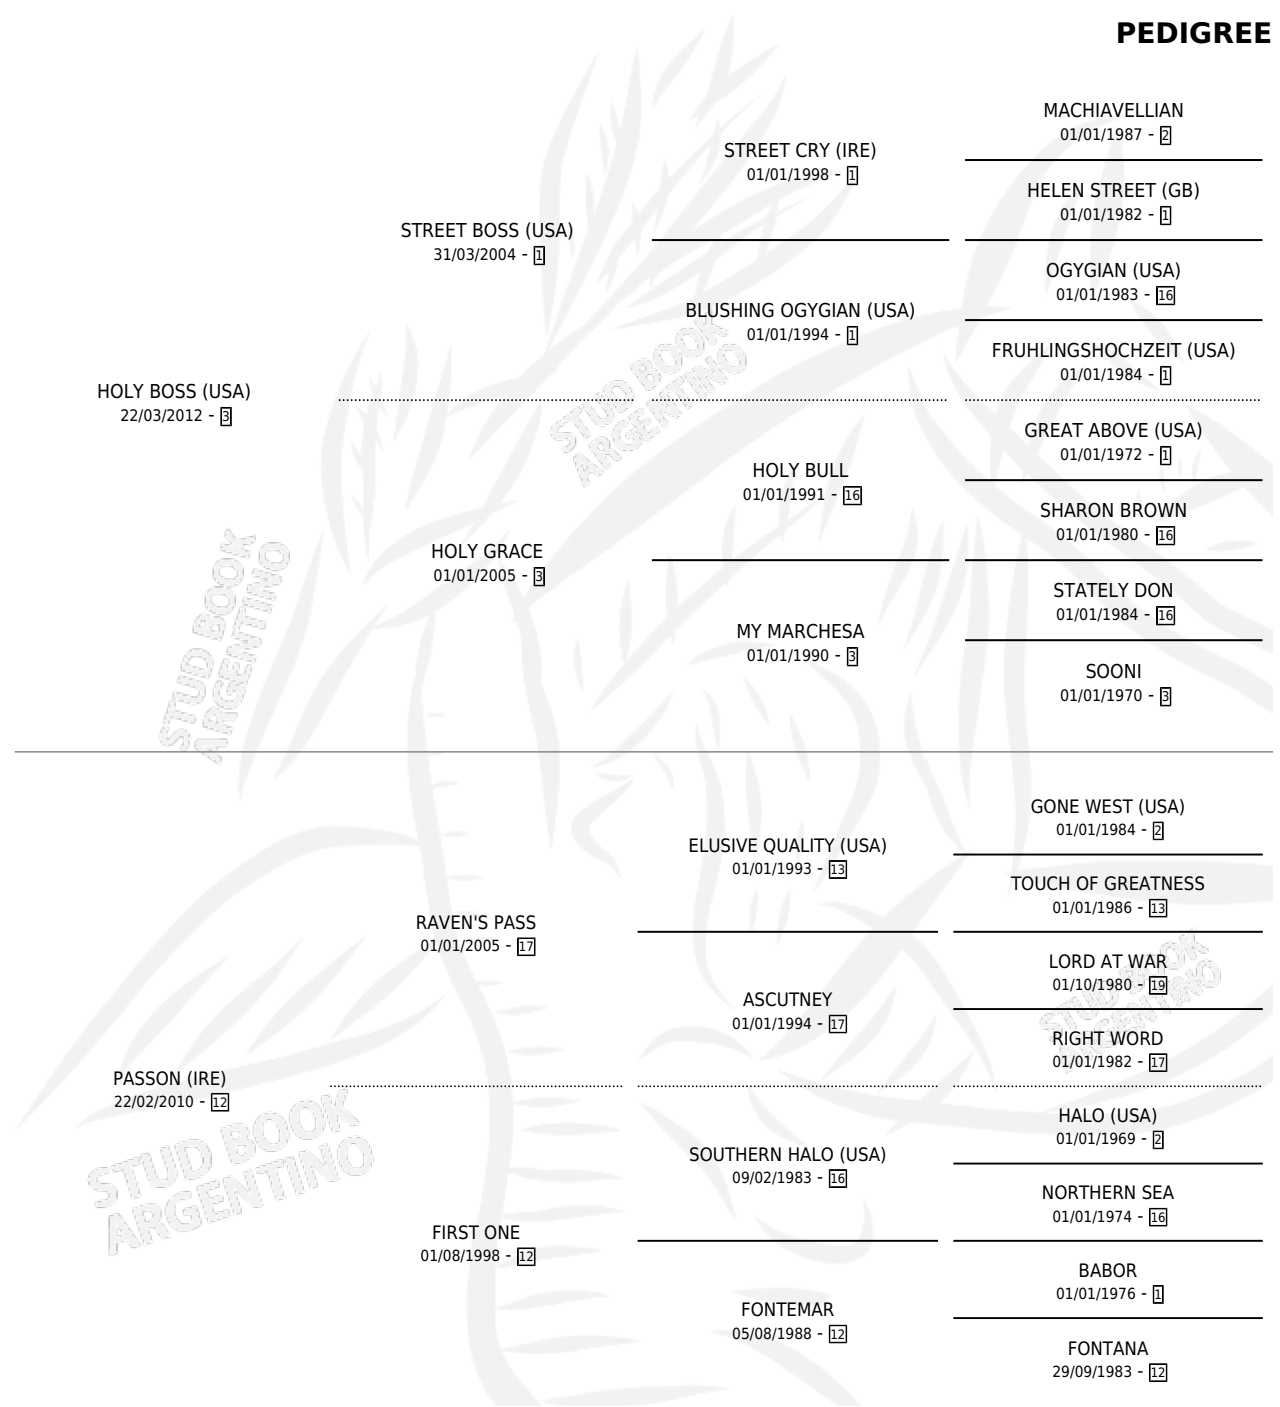 PEDIGREE
MACHIAVELLIAN
01/01/1987 - 2
STREET CRY (IRE)
01/01/1998 - 1
HELEN STREET (GB)
01/01/1982 - 1
STREET BOSS (USA)
31/03/2004 - 1
OGYGIAN (USA)
01/01/1983 - 16
BLUSHING OGYGIAN (USA)
01/01/1994 - 1
FRUHLINGSHOCHZEIT (USA)
01/01/1984 - 1
HOLY BOSS (USA)
22/03/2012 - 3
GREAT ABOVE (USA)
01/01/1972 - 1
HOLY BULL
01/01/1991 - 16
SHARON BROWN
01/01/1980 - 16
HOLY GRACE
01/01/2005 - 3
STATELY DON
01/01/1984 - 16
MY MARCHESA
01/01/1990 - 3
SOONI
01/01/1970 - 3
GONE WEST (USA)
01/01/1984 - 2
ELUSIVE QUALITY (USA)
01/01/1993 - 13
TOUCH OF GREATNESS
01/01/1986 - 13
RAVEN'S PASS
01/01/2005 - 17
LORD AT WAR
01/10/1980 - 19
ASCUTNEY
01/01/1994 - 17
RIGHT WORD
01/01/1982 - 17
PASSON (IRE)
22/02/2010 - 12
HALO (USA)
01/01/1969 - 2
SOUTHERN HALO (USA)
09/02/1983 - 16
NORTHERN SEA
01/01/1974 - 16
FIRST ONE
01/08/1998 - 12
BABOR
01/01/1976 - 1
FONTEMAR
05/08/1988 - 12
FONTANA
29/09/1983 - 12
STUD BOOK
ARGENTINO
STUD BOOK
ARGENTINO
STUD BOOK
ARGENTINO
STUD BOOK
ARGENTINO